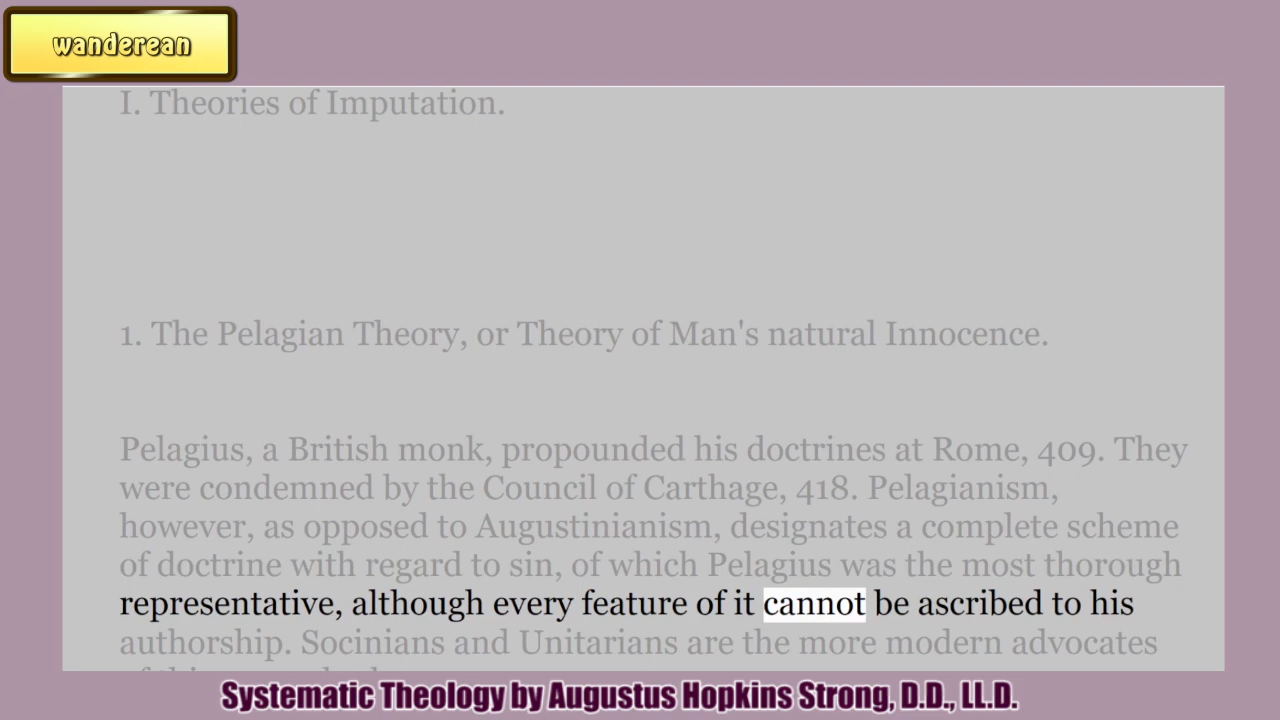 wanderean
I. Theories of Imputation.
1. The Pelagian Theory, or Theory of Man's natural Innocence.
Pelagius, a British monk, propounded his doctrines at Rome, 409. They
were condemned by the Council of Carthage, 418. Pelagianism,
however, as opposed to Augustinianism, designates a complete scheme
of doctrine with regard to sin, of which Pelagius was the most thorough
representative, although every feature of it cannot be ascribed to his
authorship. Socinians and Unitarians are the more modern advocates
Systematic Theology by Augustus Hopkins Strong, D.D., LL.D.